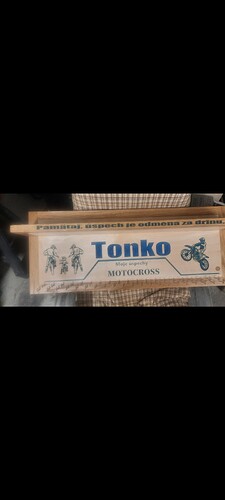 Pamätaj, úspech je odmena za drinu.
Tonko
Moje úspechy
MOTOCROSS